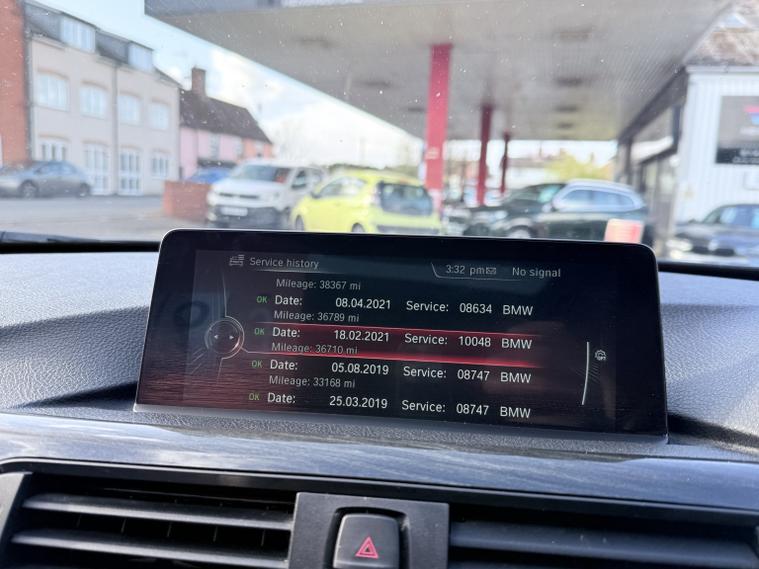 Service history 3:32 pm No signal
Mileage: 38367 mi
OK Date: 08.04.2021 Service: 08634 BMW
Mileage: 36789 mi
OK Date: 18.02.2021 Service: 10048 BMW
Mileage: 36710 mi
OK Date: 05.08.2019 Service: 08747 BMW
Mileage: 33168 mi
OK Date: 25.03.2019 Service: 08747 BMW